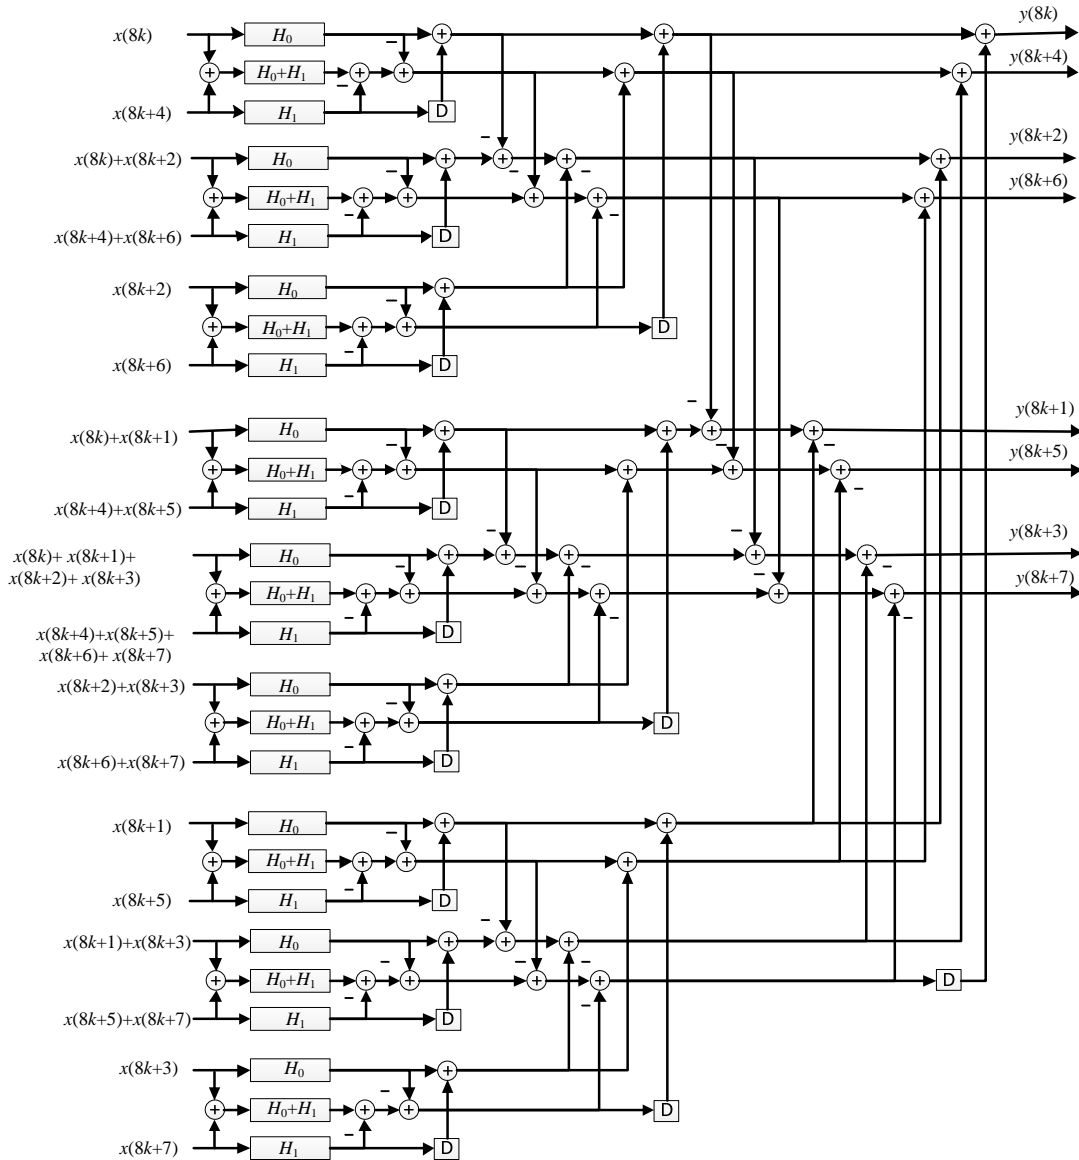 x(8k)
H0
y(8k)
H0+H1
y(8k+4)
x(8k+4)
H1
D
x(8k)+x(8k+2)
H0
y(8k+2)
H0+H1
y(8k+6)
x(8k+4)+x(8k+6)
H1
D
x(8k+2)
H0
H0+H1
D
x(8k+6)
H1
D
x(8k)+x(8k+1)
H0
y(8k+1)
H0+H1
y(8k+5)
x(8k+4)+x(8k+5)
H1
D
x(8k)+ x(8k+1)+
x(8k+2)+ x(8k+3)
H0
y(8k+3)
H0+H1
y(8k+7)
x(8k+4)+x(8k+5)+
x(8k+6)+ x(8k+7)
H1
D
x(8k+2)+x(8k+3)
H0
H0+H1
D
x(8k+6)+x(8k+7)
H1
D
x(8k+1)
H0
H0+H1
x(8k+5)
H1
D
x(8k+1)+x(8k+3)
H0
H0+H1
D
x(8k+5)+x(8k+7)
H1
D
x(8k+3)
H0
H0+H1
D
x(8k+7)
H1
D